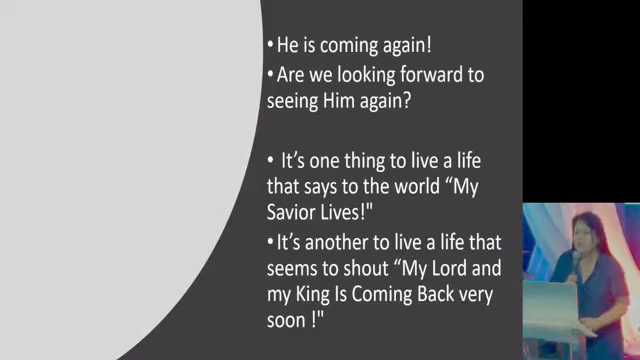 • He is coming again!
• Are we looking forward to
seeing Him again?
• It’s one thing to live a life
that says to the world “My
Savior Lives!"
• It’s another to live a life that
seems to shout “My Lord and
my King Is Coming Back very
soon !"